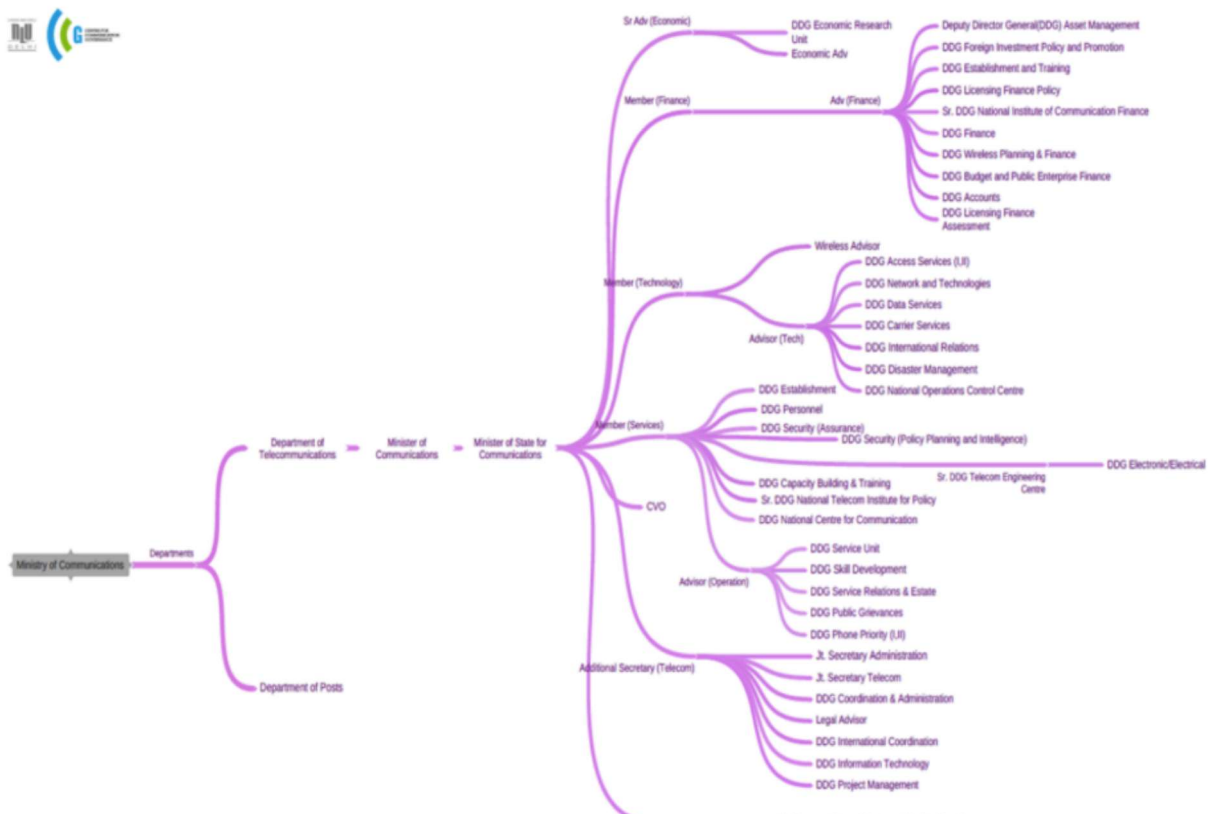 NLU
DELHI
CENTRE FOR
COMMUNICATION
GOVERNANCE
Ministry of Communications
Departments
Department of
Telecommunications
Minister of
Communications
Minister of State for
Communications
Department of Posts
Sr Adv (Economic)
DDG Economic Research
Unit
Economic Adv
Member (Finance)
Adv (Finance)
Deputy Director General(DDG) Asset Management
DDG Foreign Investment Policy and Promotion
DDG Establishment and Training
DDG Licensing Finance Policy
Sr. DDG National Institute of Communication Finance
DDG Finance
DDG Wireless Planning & Finance
DDG Budget and Public Enterprise Finance
DDG Accounts
DDG Licensing Finance
Assessment
Member (Technology)
Wireless Advisor
Advisor (Tech)
DDG Access Services (I,II)
DDG Network and Technologies
DDG Data Services
DDG Carrier Services
DDG International Relations
DDG Disaster Management
DDG National Operations Control Centre
Member (Services)
DDG Establishment
DDG Personnel
DDG Security (Assurance)
DDG Security (Policy Planning and Intelligence)
Sr. DDG Telecom Engineering
Centre
DDG Electronic/Electrical
DDG Capacity Building & Training
Sr. DDG National Telecom Institute for Policy
DDG National Centre for Communication
Advisor (Operation)
DDG Service Unit
DDG Skill Development
DDG Service Relations & Estate
DDG Public Grievances
DDG Phone Priority (I,II)
CVO
Additional Secretary (Telecom)
Jt. Secretary Administration
Jt. Secretary Telecom
DDG Coordination & Administration
Legal Advisor
DDG International Coordination
DDG Information Technology
DDG Project Management